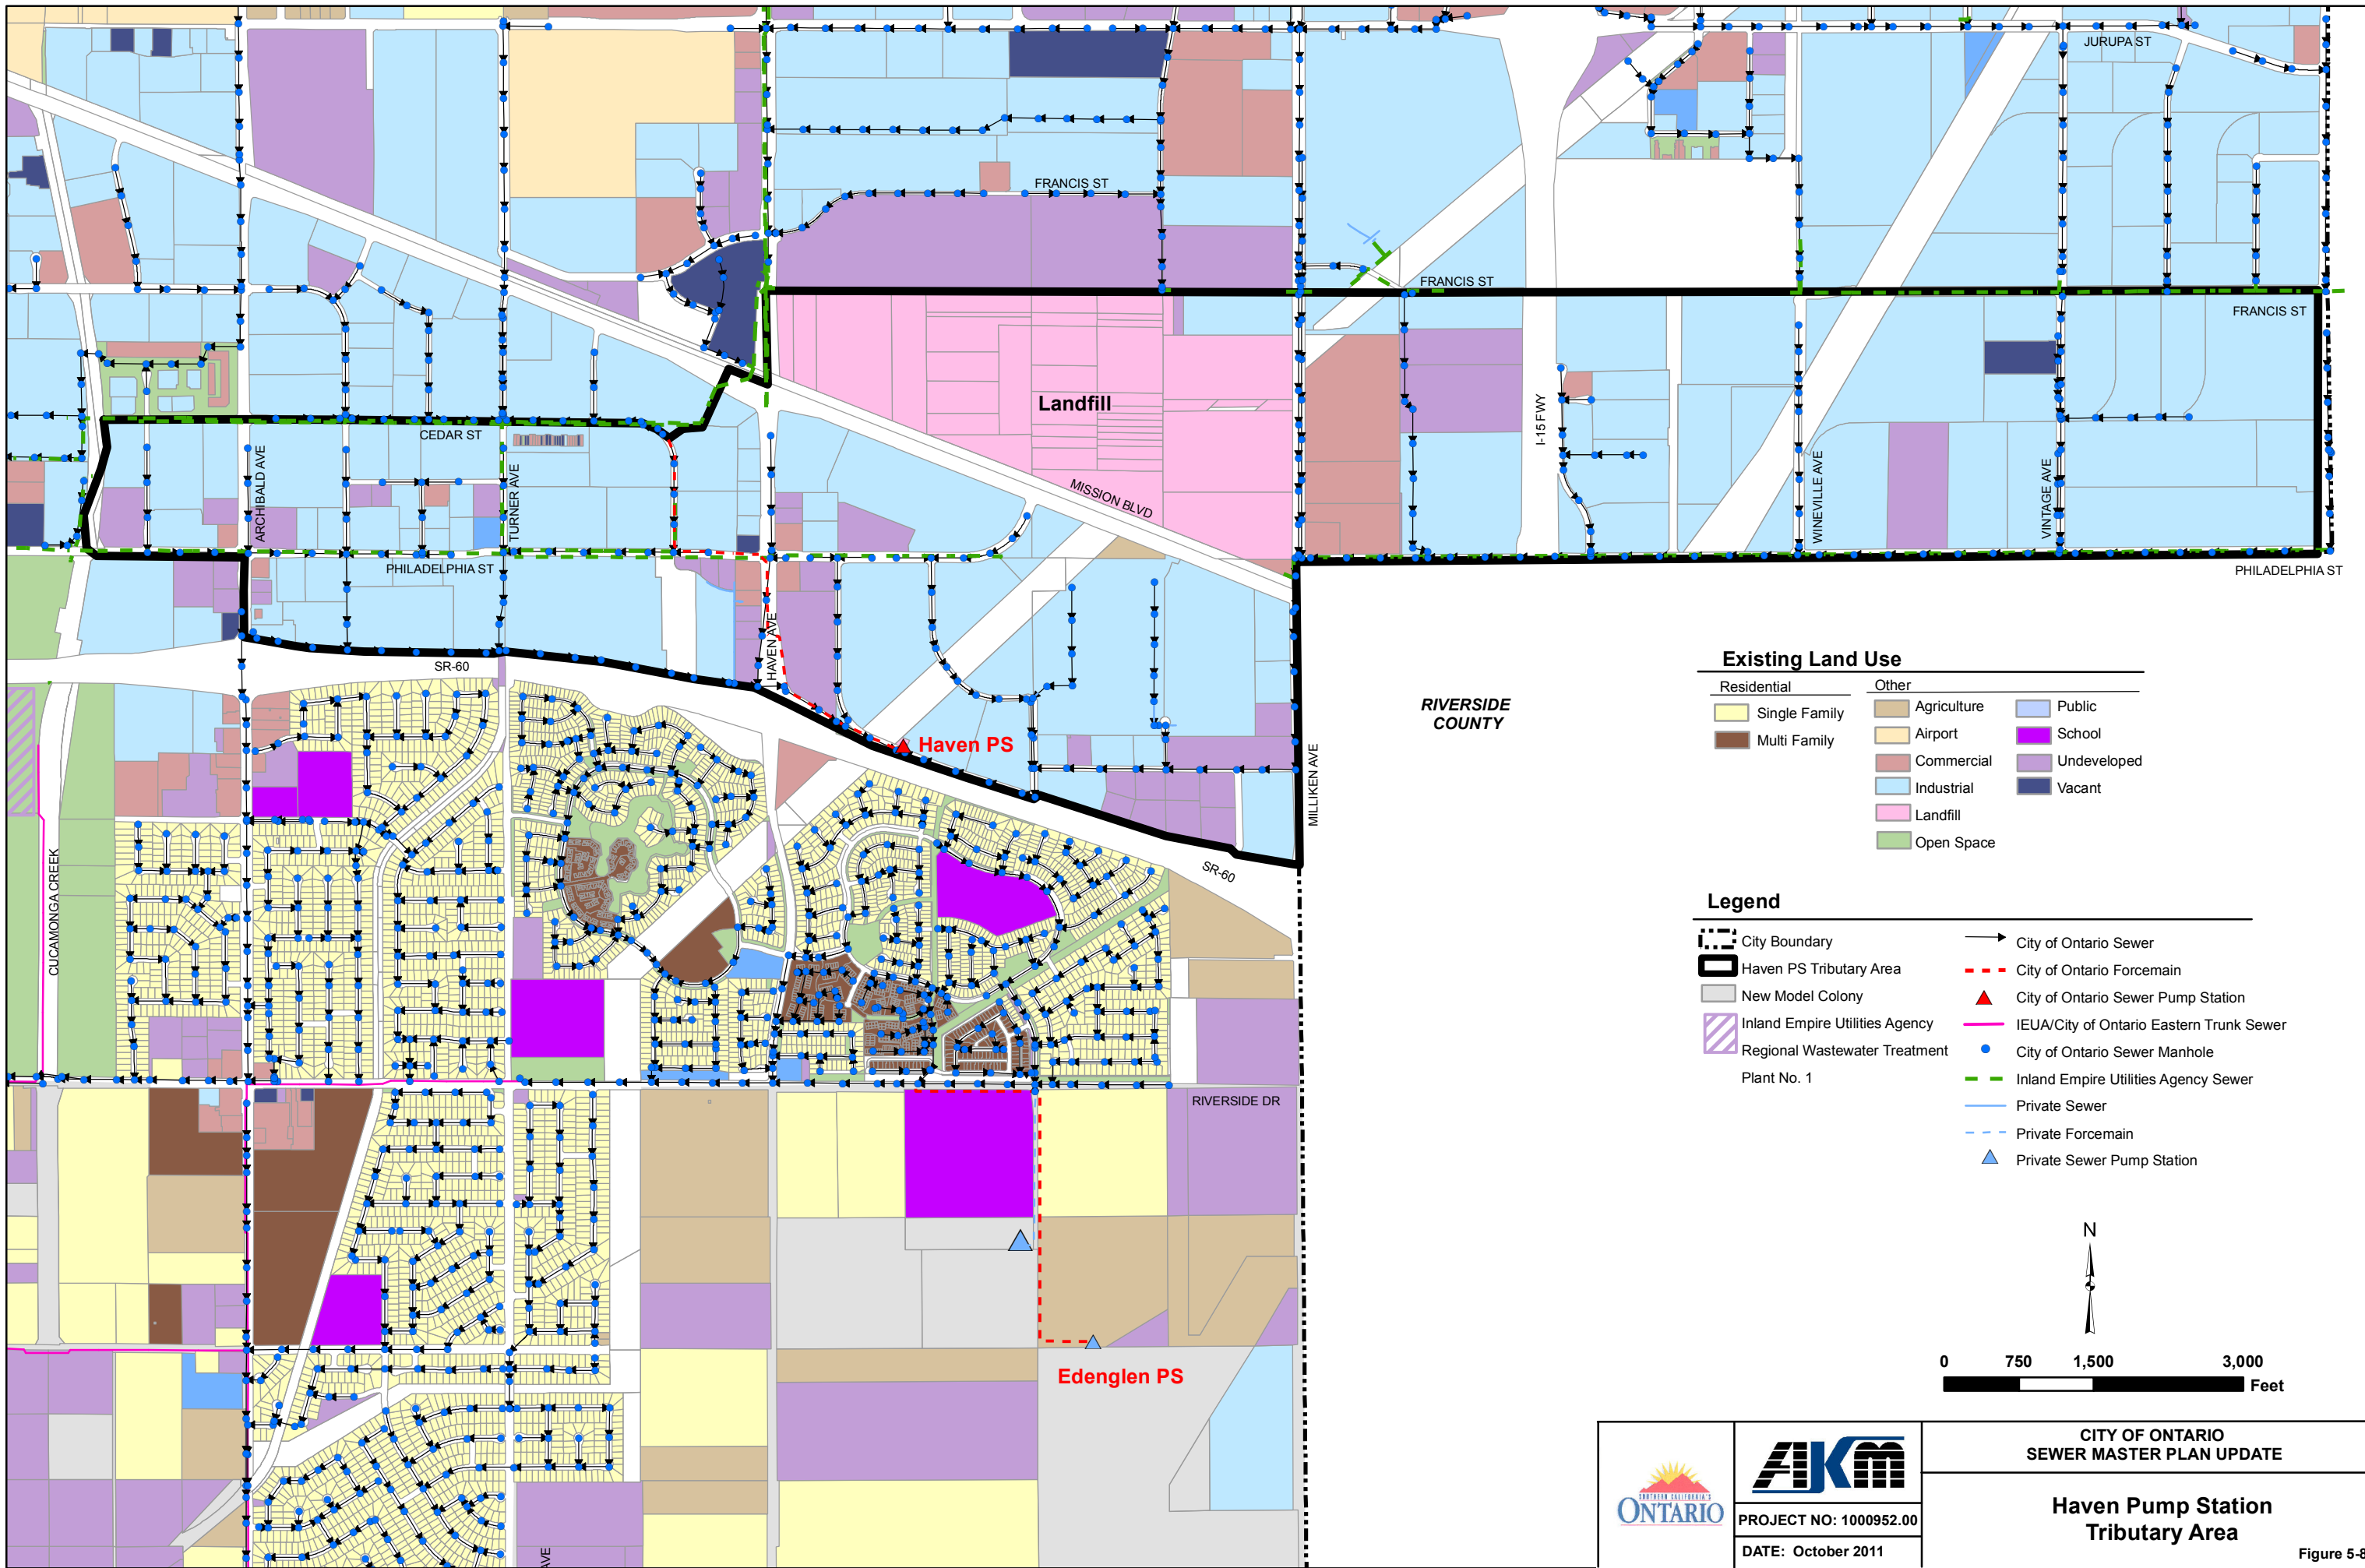 JURUPA ST
FRANCIS ST
FRANCIS ST
FRANCIS ST
Landfill
CEDAR ST
ARCHIBALD AVE
TURNER AVE
MISSION BLVD
I-15 FWY
WINEVILLE AVE
VINTAGE AVE
PHILADELPHIA ST
PHILADELPHIA ST
HAVEN AVE
SR-60
Haven PS
RIVERSIDE
COUNTY
MILLIKEN AVE
SR-60
CUCAMONGA CREEK
RIVERSIDE DR
Edenglen PS
AVE
Existing Land Use
Residential
Single Family
Multi Family
Other
Agriculture
Airport
Commercial
Industrial
Landfill
Open Space
Public
School
Undeveloped
Vacant
Legend
City Boundary
Haven PS Tributary Area
New Model Colony
Inland Empire Utilities Agency
Regional Wastewater Treatment
Plant No. 1
City of Ontario Sewer
City of Ontario Forcemain
City of Ontario Sewer Pump Station
IEUA/City of Ontario Eastern Trunk Sewer
City of Ontario Sewer Manhole
Inland Empire Utilities Agency Sewer
Private Sewer
Private Forcemain
Private Sewer Pump Station
N
0 750 1,500 3,000
Feet
SOUTHERN CALIFORNIA'S
ONTARIO
AKM
PROJECT NO: 1000952.00
DATE: October 2011
CITY OF ONTARIO
SEWER MASTER PLAN UPDATE
Haven Pump Station
Tributary Area
Figure 5-8